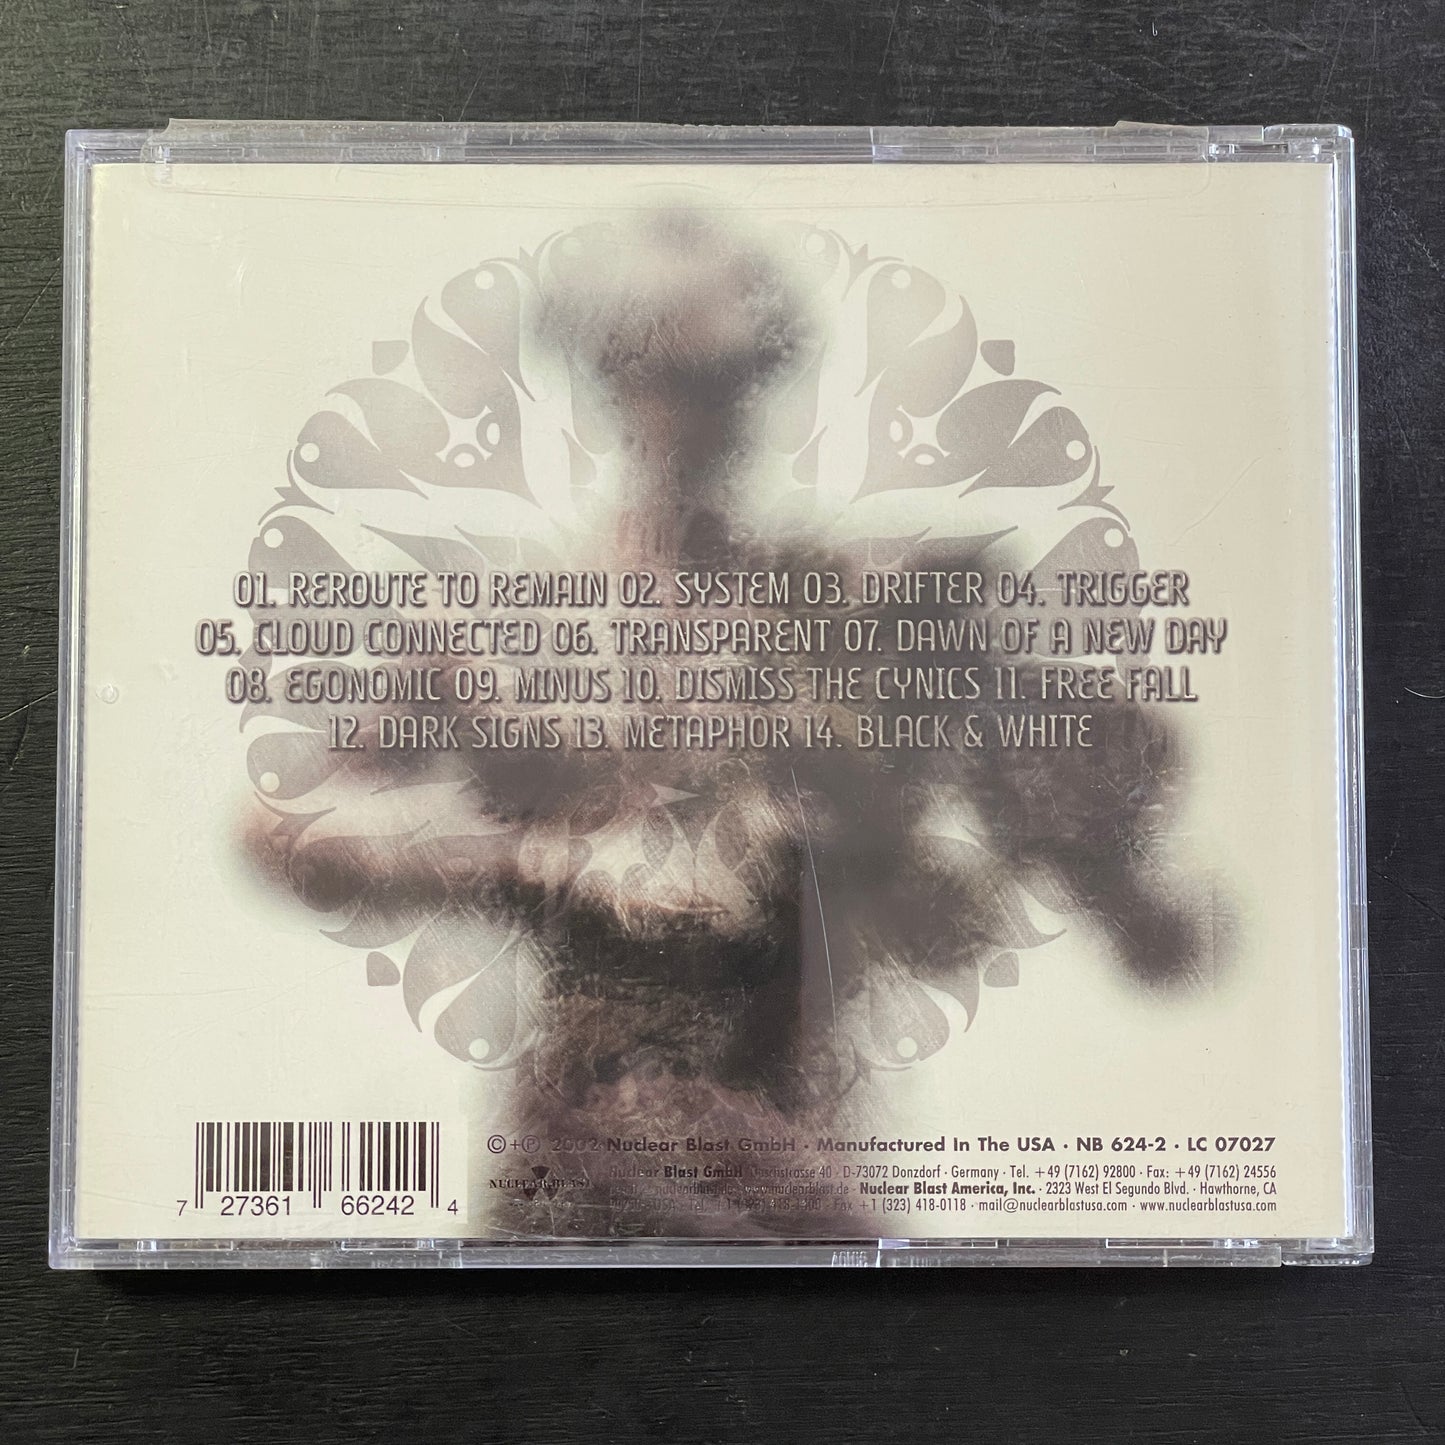 01. REROUTE TO REMAIN 02. SYSTEM 03. DRIFTER 04. TRIGGER
05. CLOUD CONNECTED 06. TRANSPARENT 07. DAWN OF A NEW DAY
08. EGONOMIC 09. MINUS 10. DISMISS THE CYNICS 11. FREE FALL
12. DARK SIGNS 13. METAPHOR 14. BLACK & WHITE
7 27361 66242 4
©+℗ 2002 Nuclear Blast GmbH · Manufactured In The USA · NB 624-2 · LC 07027
NUCLEAR BLAST
Nuclear Blast GmbH 40 · D-73072 Donzdorf · Germany · Tel. +49 (7162) 92800 · Fax: +49 (7162) 24556
www.nuclearblast.de · Nuclear Blast America, Inc. · 2323 West El Segundo Blvd. · Hawthorne, CA
USA · Tel. Fax +1 (323) 418-0118 · mail@nuclearblastusa.com · www.nuclearblastusa.com